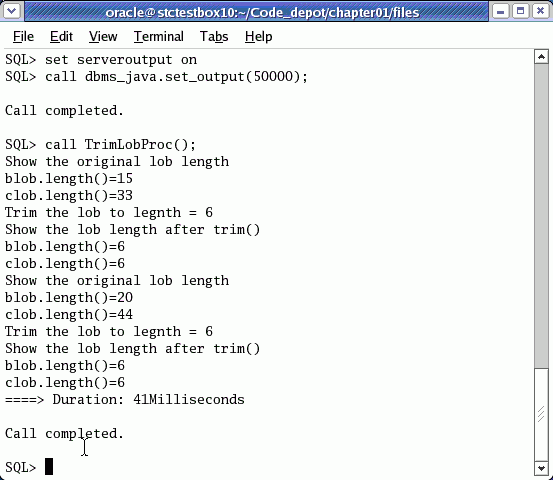 oracle@stctestbox10:~/Code_depot/chapter01/files
File Edit View Terminal Tabs Help
SQL> set serveroutput on
SQL> call dbms_java.set_output(50000);
Call completed.
SQL> call TrimLobProc();
Show the original lob length
blob.length()=15
clob.length()=33
Trim the lob to legnth = 6
Show the lob length after trim()
blob.length()=6
clob.length()=6
Show the original lob length
blob.length()=20
clob.length()=44
Trim the lob to legnth = 6
Show the lob length after trim()
blob.length()=6
clob.length()=6
====> Duration: 41Milliseconds
Call completed.
SQL>